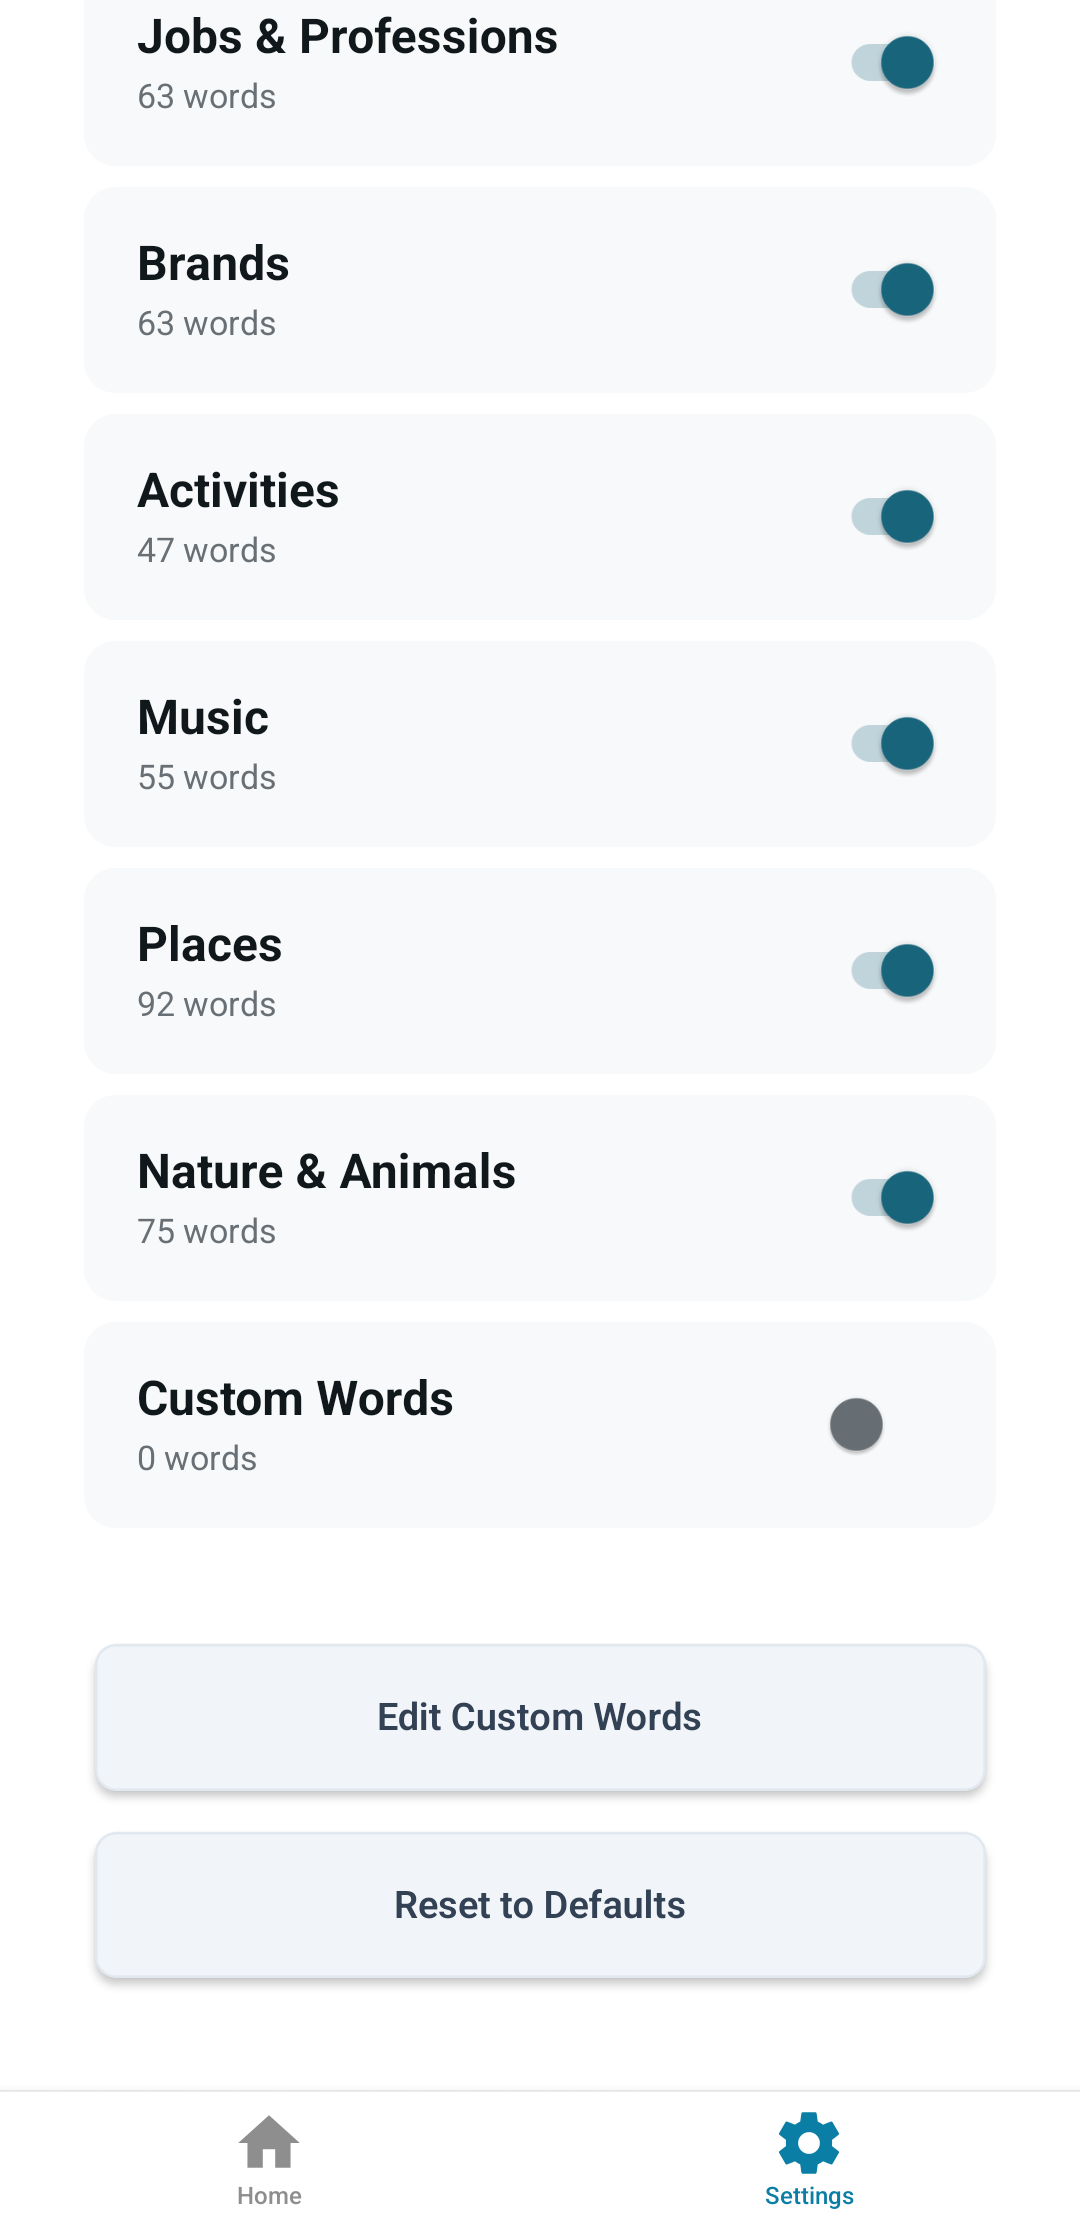 Jobs & Professions
63 words
Brands
63 words
Activities
47 words
Music
55 words
Places
92 words
Nature & Animals
75 words
Custom Words
0 words
Edit Custom Words
Reset to Defaults
Home
Settings